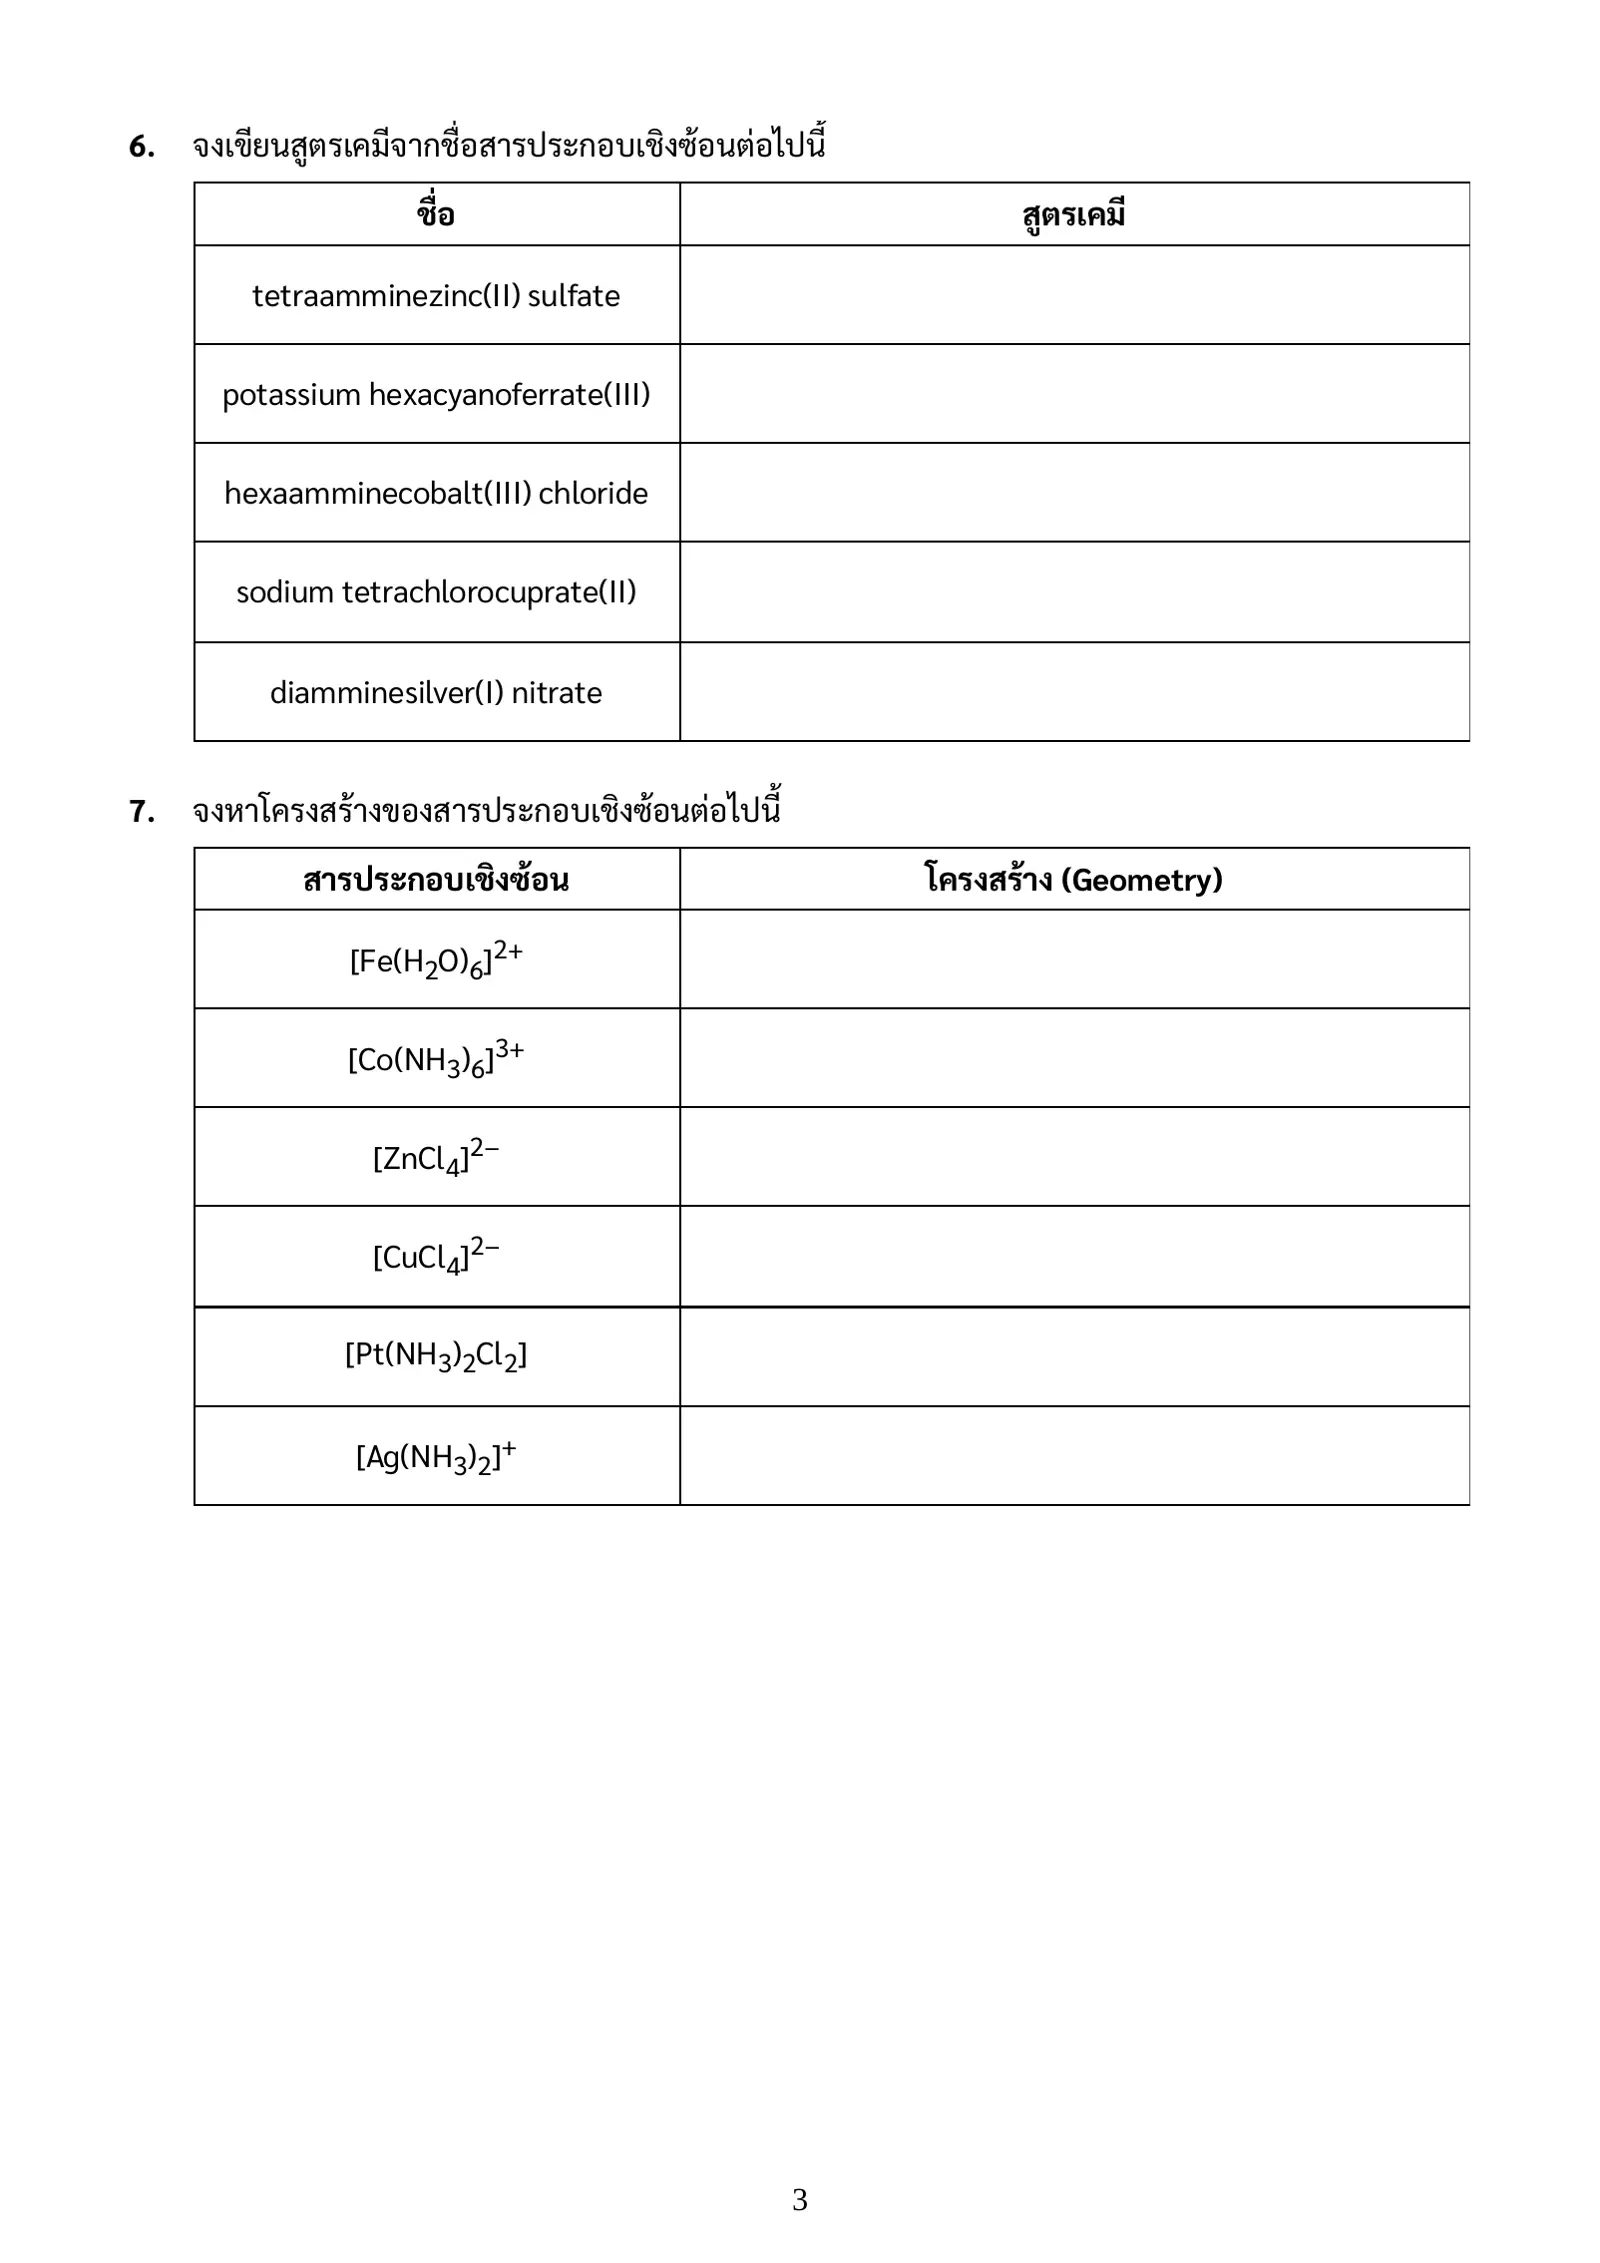 6. จงเขียนสูตรเคมีจากชื่อสารประกอบเชิงซ้อนต่อไปนี้
ชื่อ สูตรเคมี
tetraamminezinc(II) sulfate
potassium hexacyanoferrate(III)
hexaamminecobalt(III) chloride
sodium tetrachlorocuprate(II)
diamminesilver(I) nitrate
7. จงหาโครงสร้างของสารประกอบเชิงซ้อนต่อไปนี้
สารประกอบเชิงซ้อน โครงสร้าง (Geometry)
[Fe(H₂O)₆]²⁺
[Co(NH₃)₆]³⁺
[ZnCl₄]²⁻
[CuCl₄]²⁻
[Pt(NH₃)₂Cl₂]
[Ag(NH₃)₂]⁺
3